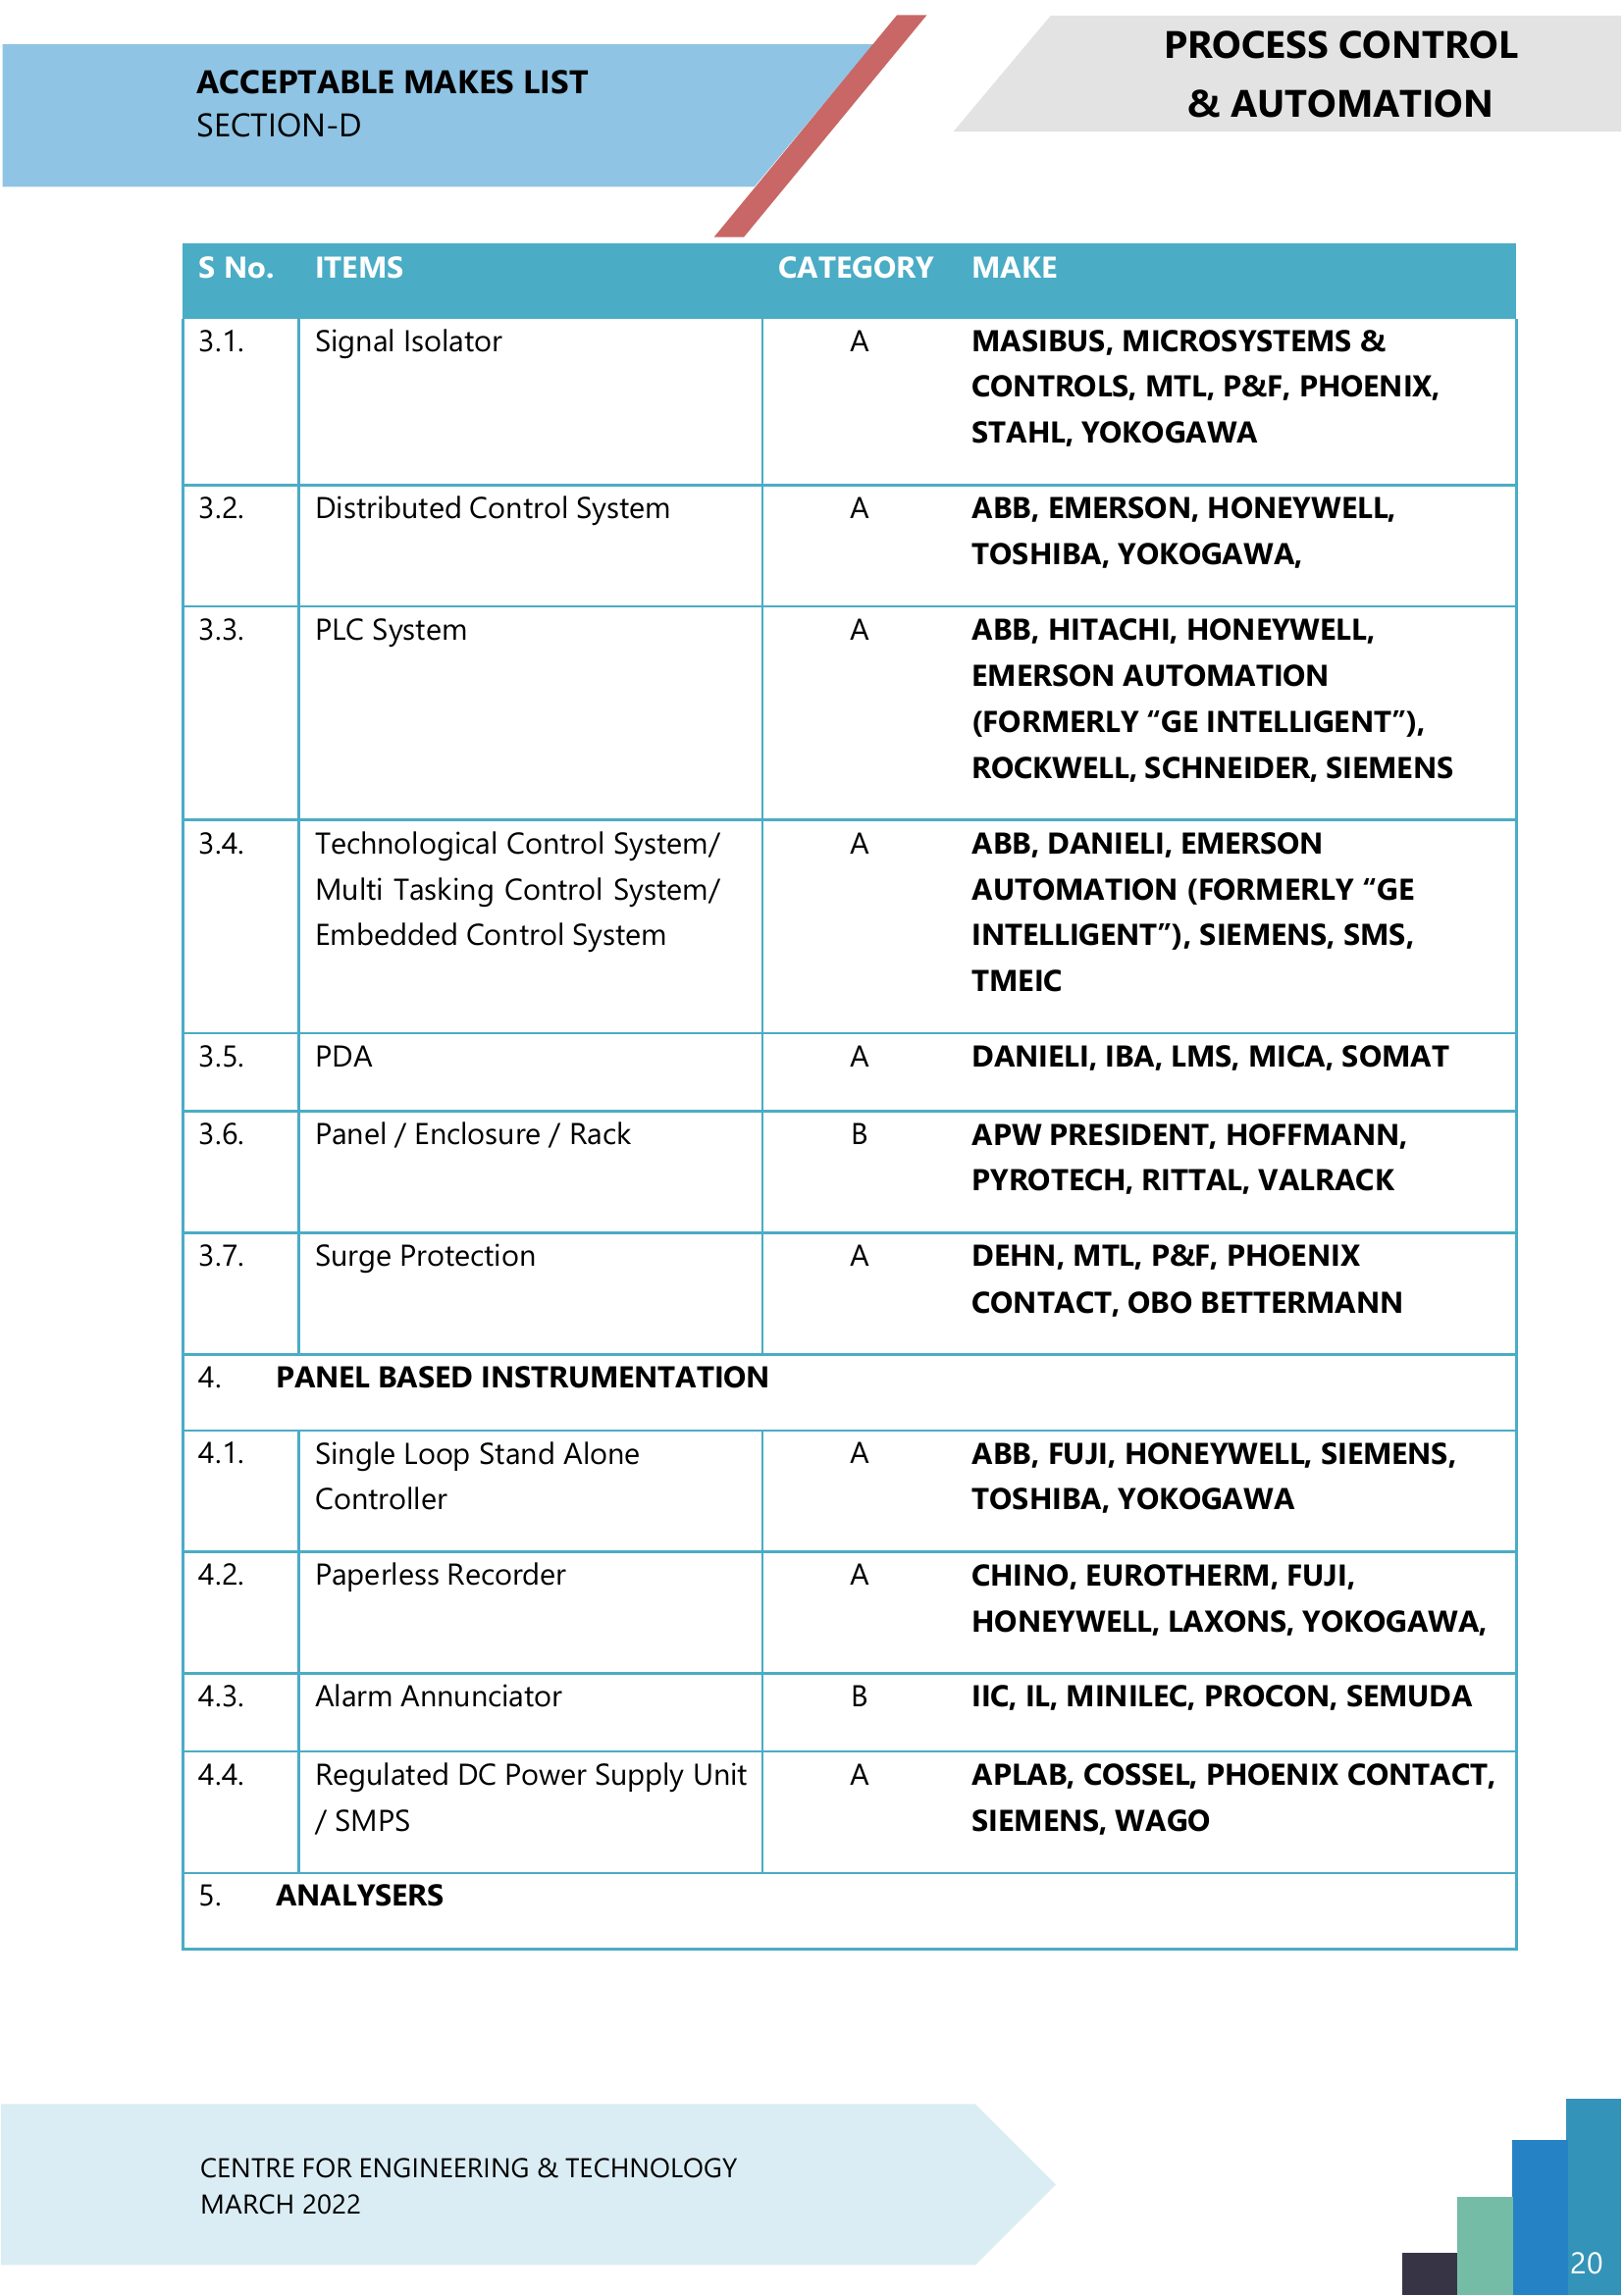 ACCEPTABLE MAKES LIST
SECTION-D
PROCESS CONTROL
& AUTOMATION
S No. ITEMS CATEGORY MAKE
3.1. Signal Isolator A MASIBUS, MICROSYSTEMS &
CONTROLS, MTL, P&F, PHOENIX,
STAHL, YOKOGAWA
3.2. Distributed Control System A ABB, EMERSON, HONEYWELL,
TOSHIBA, YOKOGAWA,
3.3. PLC System A ABB, HITACHI, HONEYWELL,
EMERSON AUTOMATION
(FORMERLY “GE INTELLIGENT”),
ROCKWELL, SCHNEIDER, SIEMENS
3.4. Technological Control System/ A ABB, DANIELI, EMERSON
Multi Tasking Control System/ AUTOMATION (FORMERLY “GE
Embedded Control System INTELLIGENT”), SIEMENS, SMS,
TMEIC
3.5. PDA A DANIELI, IBA, LMS, MICA, SOMAT
3.6. Panel / Enclosure / Rack B APW PRESIDENT, HOFFMANN,
PYROTECH, RITTAL, VALRACK
3.7. Surge Protection A DEHN, MTL, P&F, PHOENIX
CONTACT, OBO BETTERMANN
4. PANEL BASED INSTRUMENTATION
4.1. Single Loop Stand Alone A ABB, FUJI, HONEYWELL, SIEMENS,
Controller TOSHIBA, YOKOGAWA
4.2. Paperless Recorder A CHINO, EUROTHERM, FUJI,
HONEYWELL, LAXONS, YOKOGAWA,
4.3. Alarm Annunciator B IIC, IL, MINILEC, PROCON, SEMUDA
4.4. Regulated DC Power Supply Unit A APLAB, COSSEL, PHOENIX CONTACT,
/ SMPS SIEMENS, WAGO
5. ANALYSERS
CENTRE FOR ENGINEERING & TECHNOLOGY
MARCH 2022
20